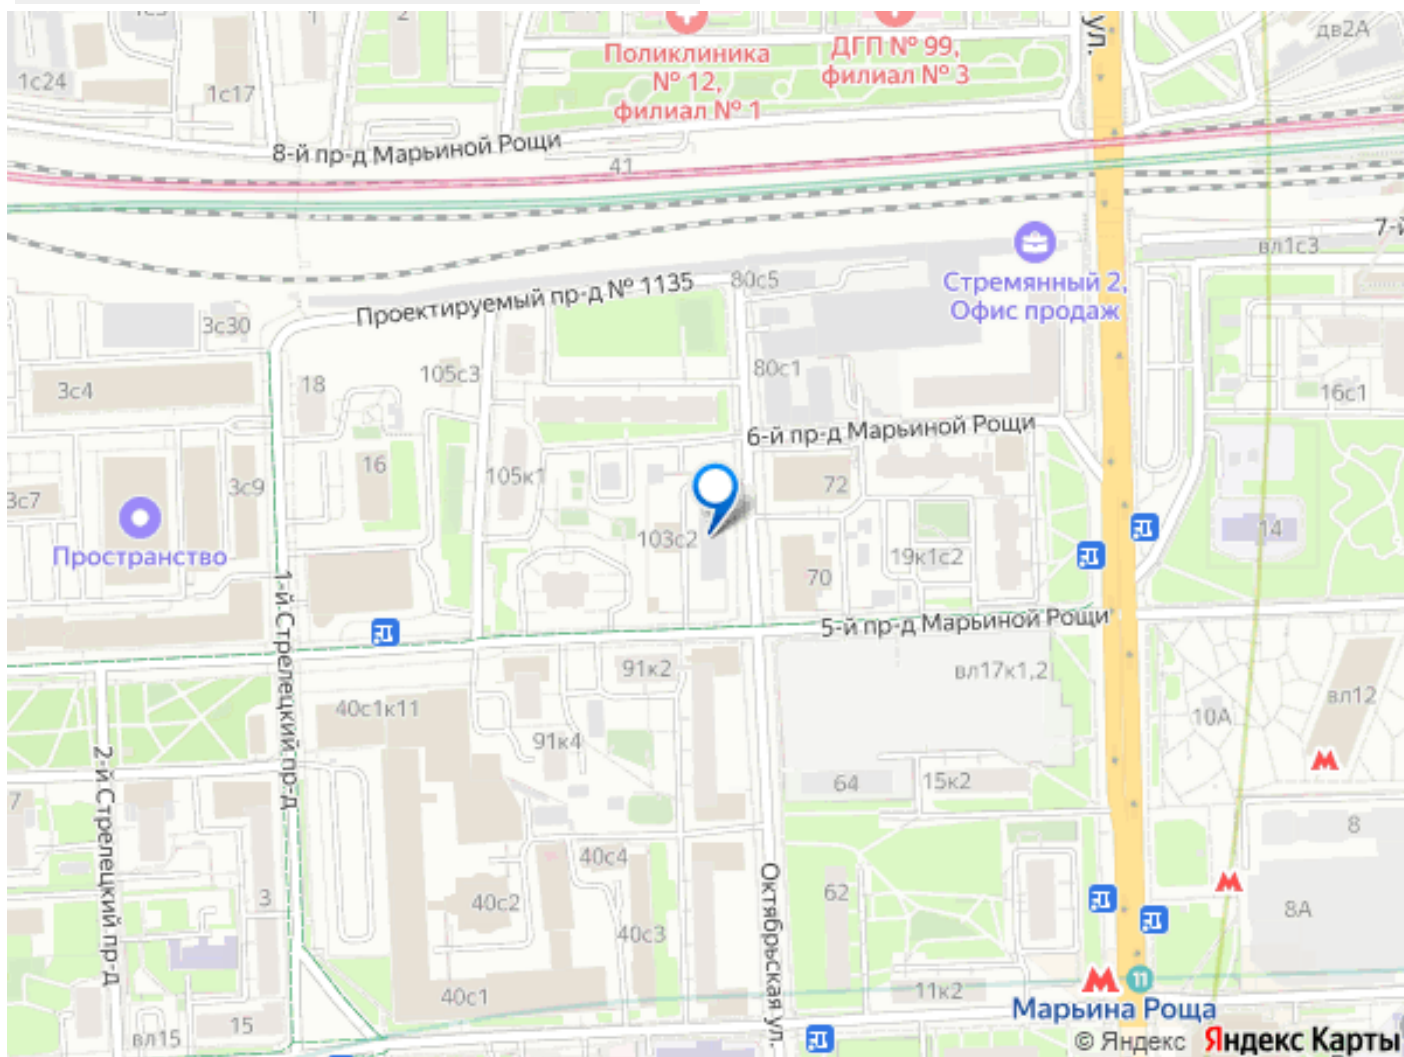 1с24
1с17
1
2
Поликлиника
№ 12,
филиал № 1
ДГП № 99,
филиал № 3
ул.
дв2А
8-й пр-д Марьиной Рощи
41
7-й
вл1с3
Стремянный 2,
Офис продаж
Проектируемый пр-д № 1135
80с5
3с30
18
105с3
80с1
3с4
16с1
6-й пр-д Марьиной Рощи
16
105к1
72
3с7
3с9
Пространство
103с2
70
19к1с2
14
1-й Стрелецкий пр-д
5-й пр-д Марьиной Рощи
91к2
вл17к1,2
вл12
10А
40с1к11
91к4
2-й Стрелецкий пр-д
7
64
15к2
8
3
40с4
40с2
62
8А
40с3
Октябрьская ул.
40с1
11к2
11
Марьина Роща
15
вл15
© Яндекс Яндекс Карты